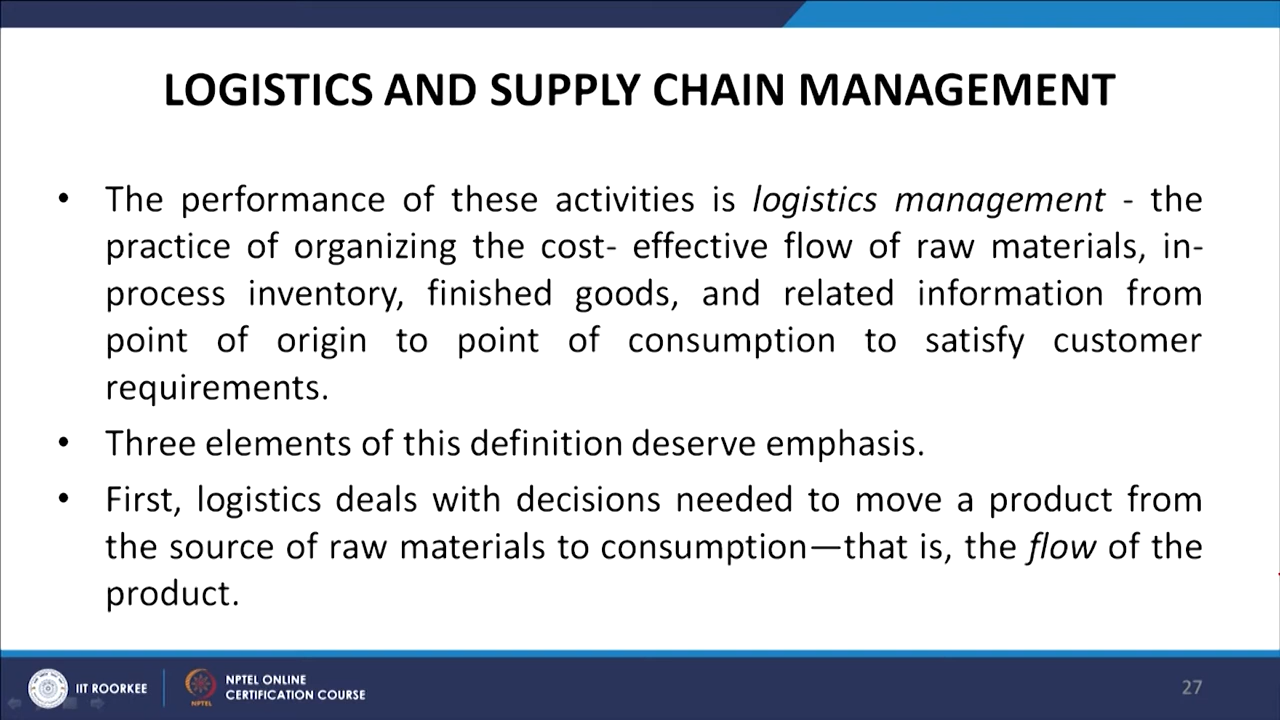 LOGISTICS AND SUPPLY CHAIN MANAGEMENT
• The performance of these activities is logistics management - the
practice of organizing the cost- effective flow of raw materials, in-
process inventory, finished goods, and related information from
point of origin to point of consumption to satisfy customer
requirements.
• Three elements of this definition deserve emphasis.
• First, logistics deals with decisions needed to move a product from
the source of raw materials to consumption—that is, the flow of the
product.
IIT ROORKEE
NPTEL
NPTEL ONLINE
CERTIFICATION COURSE
27